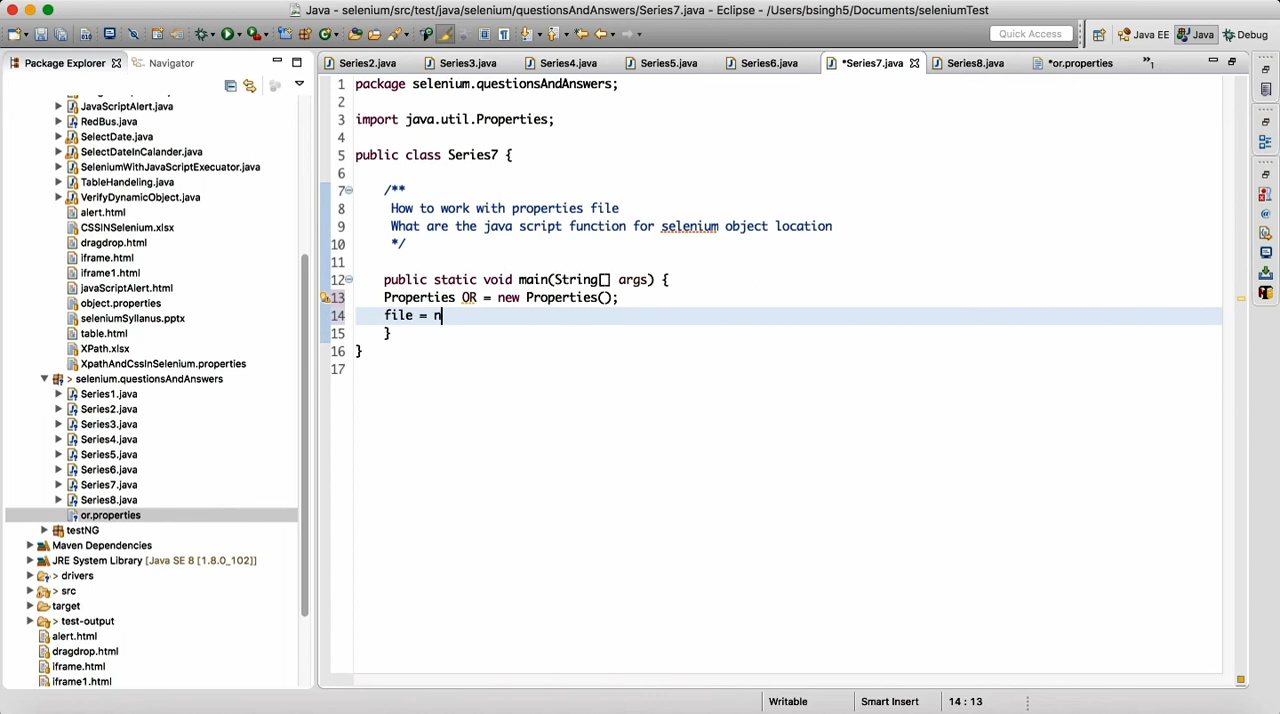 Java - selenium/src/test/java/selenium/questionsAndAnswers/Series7.java - Eclipse - /Users/bsingh5/Documents/seleniumTest
Quick Access
Java EE
Java
Debug
Package Explorer
Navigator
Series2.java
Series3.java
Series4.java
Series5.java
Series6.java
*Series7.java
Series8.java
*or.properties
»1
JavaScriptAlert.java
RedBus.java
SelectDate.java
SelectDateInCalander.java
SeleniumWithJavaScriptExecuator.java
TableHandeling.java
VerifyDynamicObject.java
alert.html
CSSINSelenium.xlsx
dragdrop.html
iframe.html
iframe1.html
javaScriptAlert.html
object.properties
seleniumSyllanus.pptx
table.html
XPath.xlsx
XpathAndCssInSelenium.properties
> selenium.questionsAndAnswers
Series1.java
Series2.java
Series3.java
Series4.java
Series5.java
Series6.java
Series7.java
Series8.java
or.properties
testNG
Maven Dependencies
JRE System Library [Java SE 8 [1.8.0_102]]
> drivers
> src
target
> test-output
alert.html
dragdrop.html
iframe.html
iframe1.html
1 package selenium.questionsAndAnswers;
2
3 import java.util.Properties;
4
5 public class Series7 {
6
7 /**
8 How to work with properties file
9 What are the java script function for selenium object location
10 */
11
12 public static void main(String[] args) {
13 Properties OR = new Properties();
14 file = n
15 }
16 }
17
Writable
Smart Insert
14 : 13